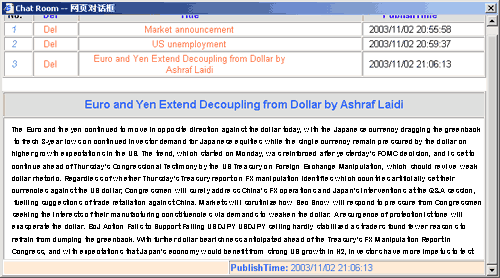 Chat Room -- 网页对话框
No. Del Title PublishTime
1 Del Market announcement 2003/11/02 20:55:58
2 Del US unemployment 2003/11/02 20:59:37
3 Del Euro and Yen Extend Decoupling from Dollar by 2003/11/02 21:06:13
Ashraf Laidi
Euro and Yen Extend Decoupling from Dollar by Ashraf Laidi
The Euro and the yen continued to move in opposite direction against the dollar today, with the Japanese currency dragging the greenback
to fresh 3-year lows on continued investor demand for Japanese equities while the single currency remain pressured by the dollar on
higher growth expectations in the US. The trend, which started on Monday, was reinforced after yesterday's FOMC decision, and is set to
continue ahead of Thursday's Congressional Testimony by the US Treasury on Foreign Exchange Manipulation, which should revive weak
dollar rhetoric. Regardless of whether Thursday's Treasury report on FX manipulation identifies which countries artificially set their
currencies against the US dollar, Congressmen will surely address China's FX operations and Japan's interventions at the Q&A session,
fuelling suggestions of trade retaliation against China. Markets will scrutinize how Sec Snow will respond to pressure from Congressmen
seeking the interests of their manufacturing constituencies via demands to weaken the dollar. A resurgence of protectionist tone will
exasperate the dollar. BoJ Action Fails to Support Falling USDJPY USDJPY selling hardly stabilized as traders found few er reason to
refrain from dumping the greenback. With further dollar bearishness anticipated ahead of the Treasury's FX Manipulation Report in
Congress, and with expectations that Japan's economy would benefit from strong US growth in H2, investors have more impetus to test
PublishTime: 2003/11/02 21:06:13